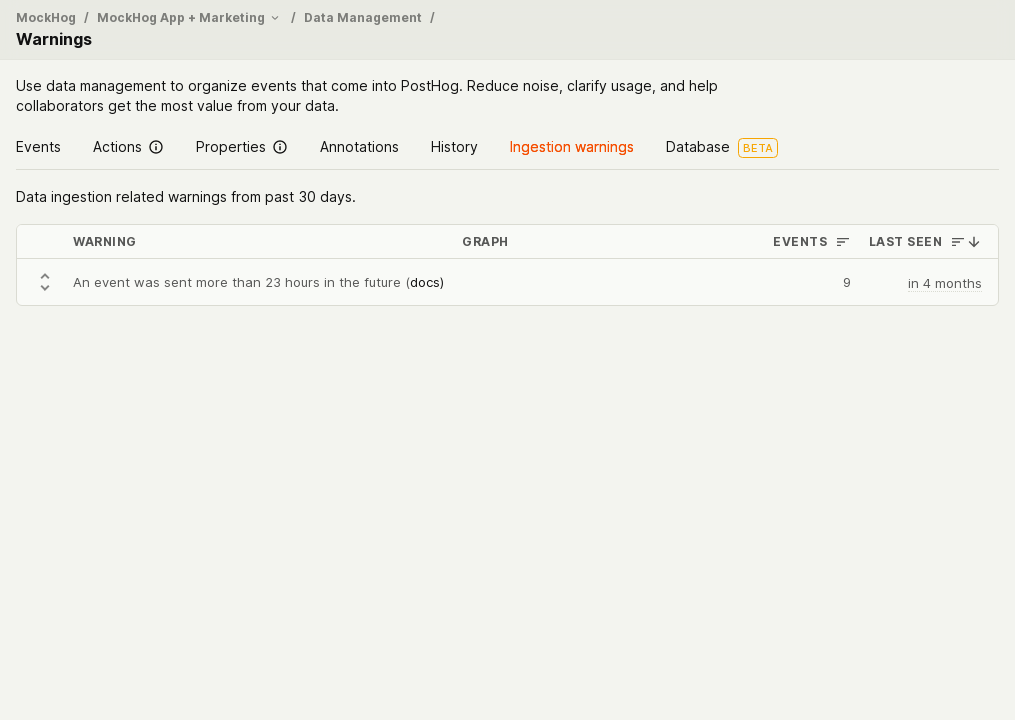 MockHog / MockHog App + Marketing / Data Management /
Warnings
Use data management to organize events that come into PostHog. Reduce noise, clarify usage, and help
collaborators get the most value from your data.
Events Actions Properties Annotations History Ingestion warnings Database BETA
Data ingestion related warnings from past 30 days.
WARNING GRAPH EVENTS LAST SEEN
An event was sent more than 23 hours in the future (docs) 9 in 4 months